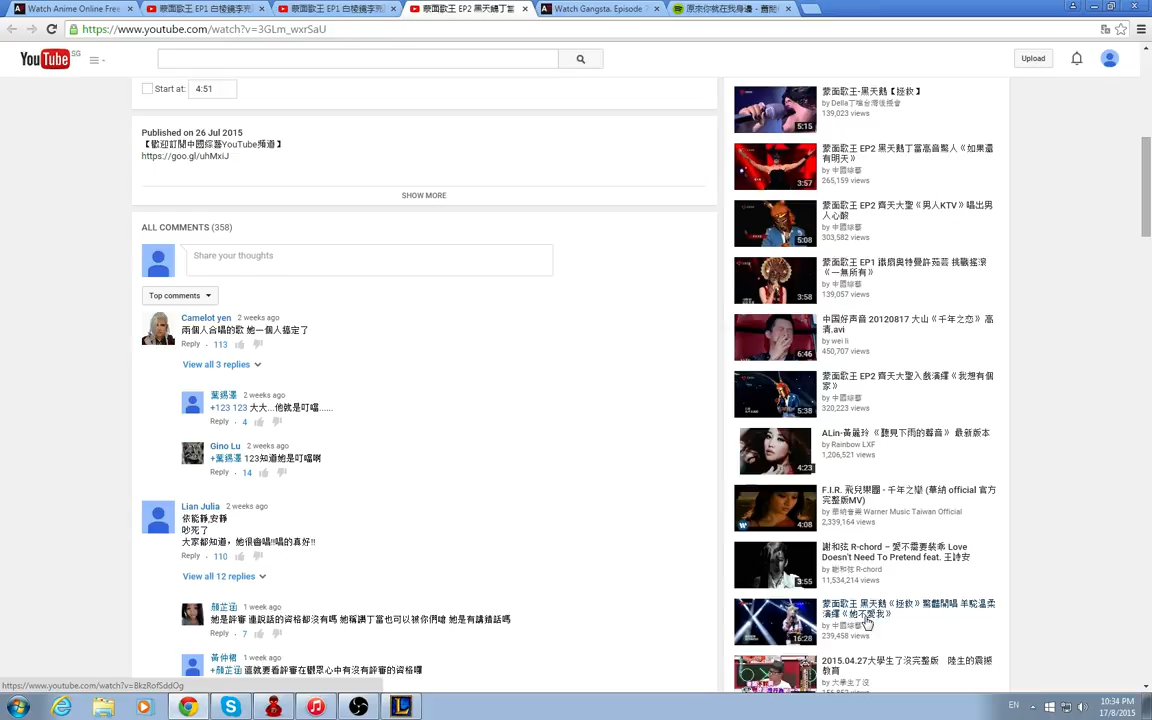 Watch Anime Online Free
蒙面歌王 EP1 白棱鏡李克
蒙面歌王 EP1 白棱鏡李克
蒙面歌王 EP2 黑天鵝丁當
Watch Gangsta. Episode
原來你就在我身邊 - 舊
https://www.youtube.com/watch?v=3GLm_wxrSaU
YouTube SG
Upload
Start at: 4:51
Published on 26 Jul 2015
【歡迎訂閱中國綜藝YouTube頻道】
https://goo.gl/uhMxiJ
SHOW MORE
ALL COMMENTS (358)
Share your thoughts
Top comments
Camelot yen 2 weeks ago
兩個人合唱的歌 她一個人搞定了
Reply · 113
View all 3 replies
葉錫澤 2 weeks ago
+123 123 大大...他就是叮噹......
Reply · 4
Gino Lu 2 weeks ago
+葉錫澤 123知道她是叮噹啊
Reply · 14
Lian Julia 2 weeks ago
依能靜,安靜
吵死了
大家都知道，她很會唱!!唱的真好!!
Reply · 110
View all 12 replies
顏芷涵 1 week ago
她是評審 連說話的資格都沒有嗎 她稱讚丁當也可以被你們嗆 她是有講錯話嗎
Reply · 7
黃仲楷 1 week ago
+顏芷涵 這就要看評審在觀眾心中有沒有評審的資格囉
https://www.youtube.com/watch?v=BkzRofSddOg
蒙面歌王-黑天鵝【拯救】
by Della丁噹台灣後援會
139,023 views
5:15
蒙面歌王 EP2 黑天鵝丁當高音驚人《如果還
有明天》
by 中國綜藝
265,159 views
3:57
蒙面歌王 EP2 齊天大聖《男人KTV》唱出男
人心酸
by 中國綜藝
303,582 views
5:08
蒙面歌王 EP1 鐵扇奧特曼許茹芸 挑戰搖滾
《一無所有》
by 中國綜藝
139,057 views
3:58
中国好声音 20120817 大山《千年之恋》 高
清.avi
by wei li
450,707 views
6:46
蒙面歌王 EP2 齊天大聖入戲演繹《我想有個
家》
by 中國綜藝
320,223 views
5:38
ALin-黃麗玲 《聽見下雨的聲音》 最新版本
by Rainbow LXF
1,206,521 views
4:23
F.I.R. 飛兒樂團 - 千年之戀 (華納 official 官方
完整版MV)
by 華納音樂 Warner Music Taiwan Official
2,339,164 views
4:08
謝和弦 R-chord – 愛不需要裝乖 Love
Doesn't Need To Pretend feat. 王詩安
by 謝和弦 R-chord
11,534,214 views
3:55
蒙面歌王 黑天鵝《拯救》驚豔開唱 羊駝溫柔
演繹《她不愛我》
by 中國綜藝
239,458 views
16:28
2015.04.27大學生了沒完整版 陸生的震撼
教育
by 大學生了沒
EN
10:34 PM
17/8/2015